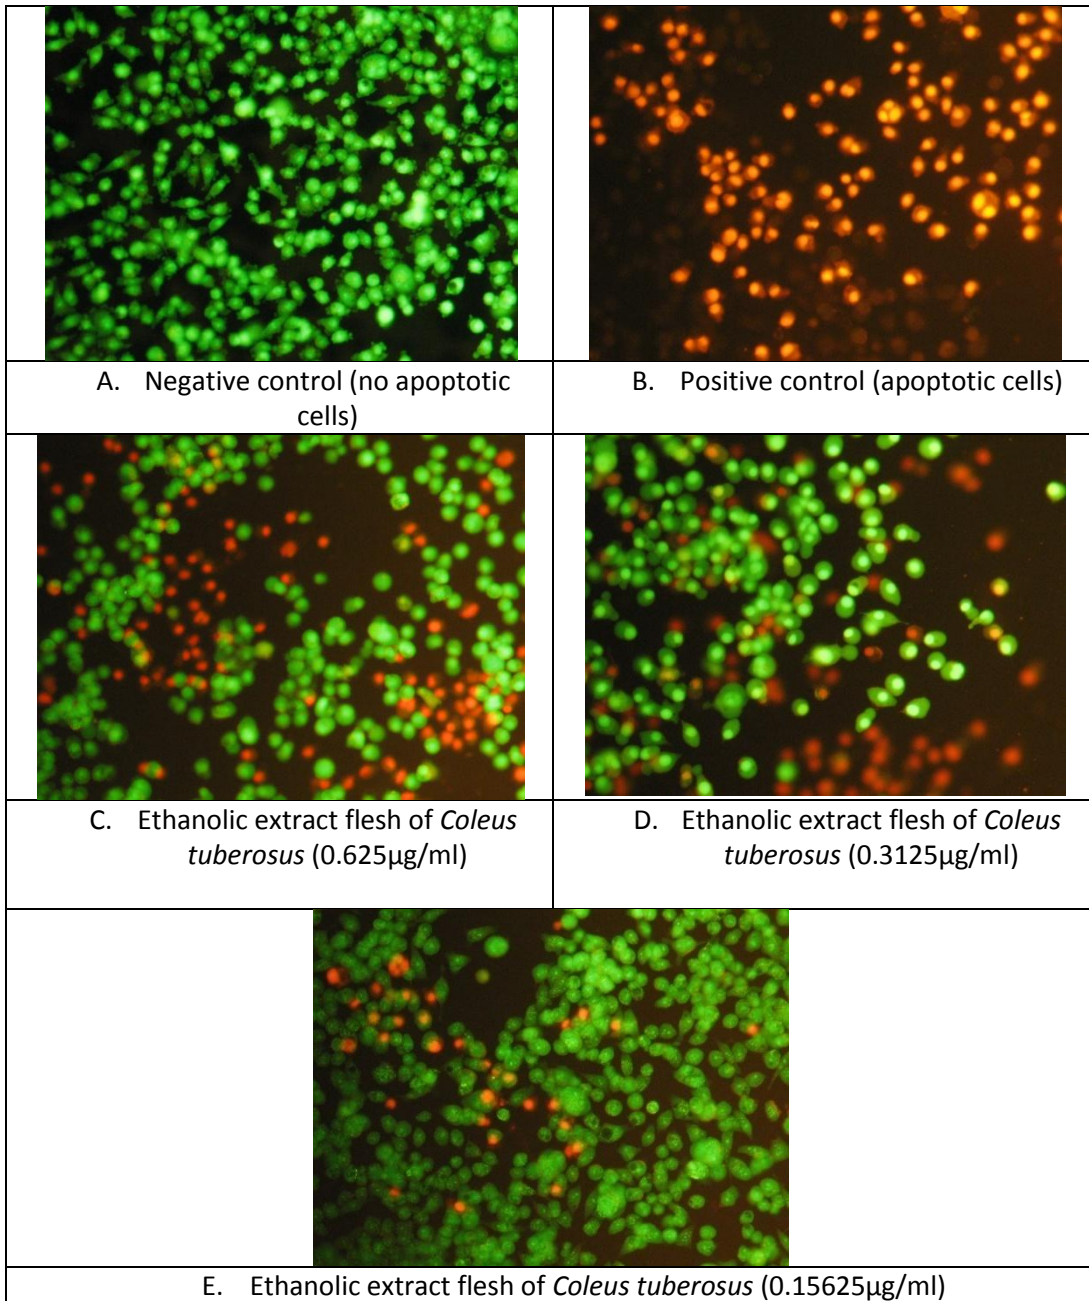 A. Negative control (no apoptotic
cells)
B. Positive control (apoptotic cells)
C. Ethanolic extract flesh of Coleus
tuberosus (0.625µg/ml)
D. Ethanolic extract flesh of Coleus
tuberosus (0.3125µg/ml)
E. Ethanolic extract flesh of Coleus tuberosus (0.15625µg/ml)